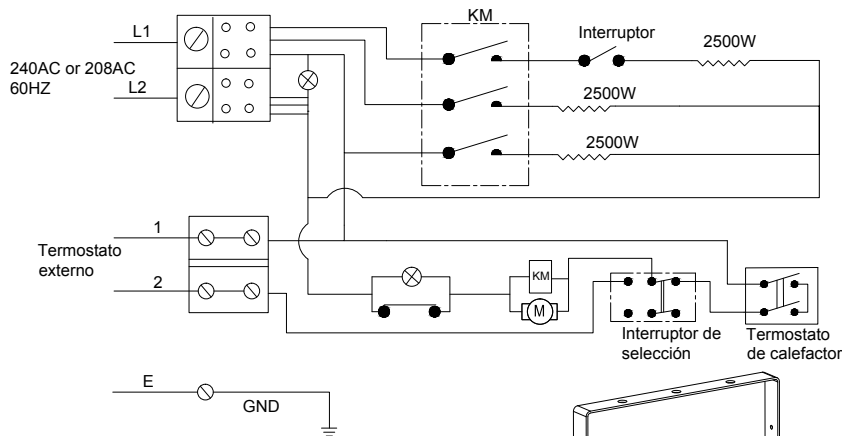 KM
L1
Interruptor
2500W
240AC or 208AC
60HZ
L2
2500W
2500W
1
Termostato
externo
2
KM
M
Interruptor de
selección
Termostato
de calefactor
E
GND